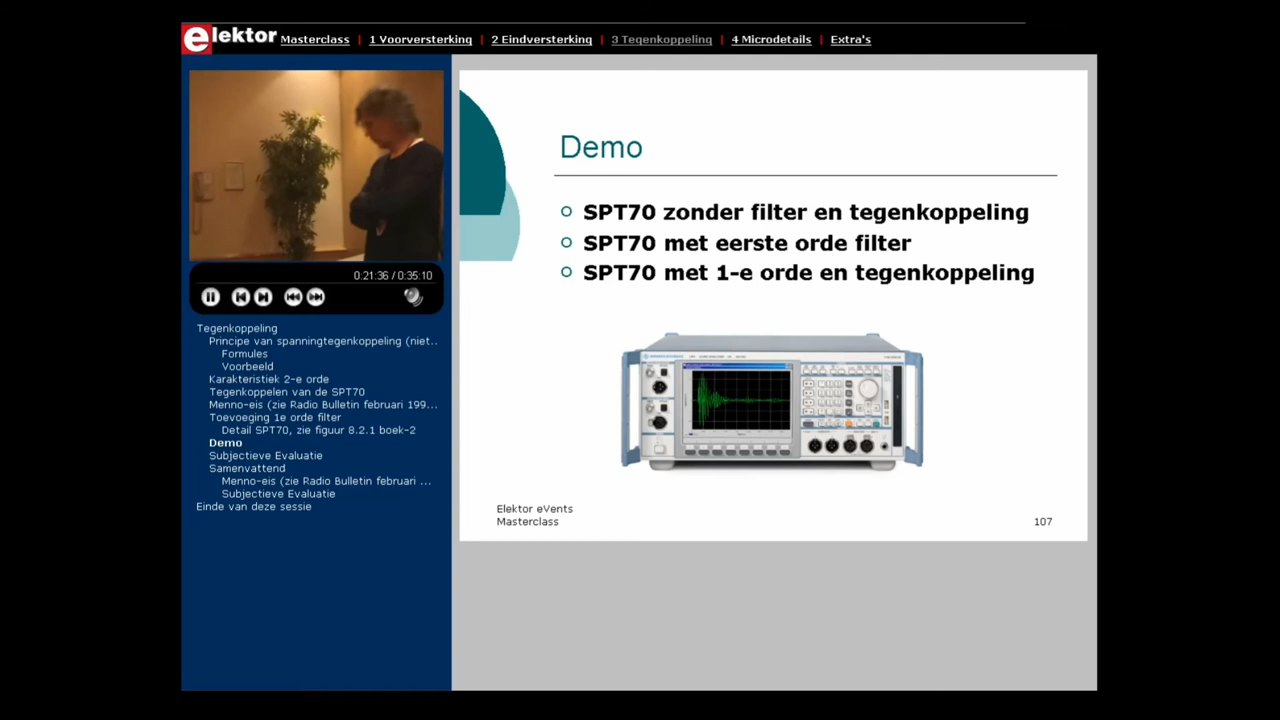 elektor Masterclass | 1 Voorversterking | 2 Eindversterking | 3 Tegenkoppeling | 4 Microdetails | Extra's
0:21:36 / 0:35:10
Tegenkoppeling
Principe van spanningtegenkoppeling (niet..
Formules
Voorbeeld
Karakteristiek 2-e orde
Tegenkoppelen van de SPT70
Menno-eis (zie Radio Bulletin februari 199...
Toevoeging 1e orde filter
Detail SPT70, zie figuur 8.2.1 boek-2
Demo
Subjectieve Evaluatie
Samenvattend
Menno-eis (zie Radio Bulletin februari ...
Subjectieve Evaluatie
Einde van deze sessie
Demo
SPT70 zonder filter en tegenkoppeling
SPT70 met eerste orde filter
SPT70 met 1-e orde en tegenkoppeling
Elektor eVents
Masterclass
107